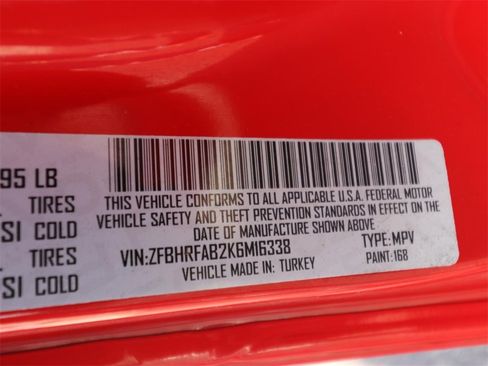 95 LB
TIRES
SI COLD
TIRES
SI COLD
THIS VEHICLE CONFORMS TO ALL APPLICABLE U.S.A. FEDERAL MOTOR
VEHICLE SAFETY AND THEFT PREVENTION STANDARDS IN EFFECT ON THE
DATE OF MANUFACTURE SHOWN ABOVE
VIN:ZFBHRFAB2K6M16338 TYPE:MPV
VEHICLE MADE IN: TURKEY PAINT:168